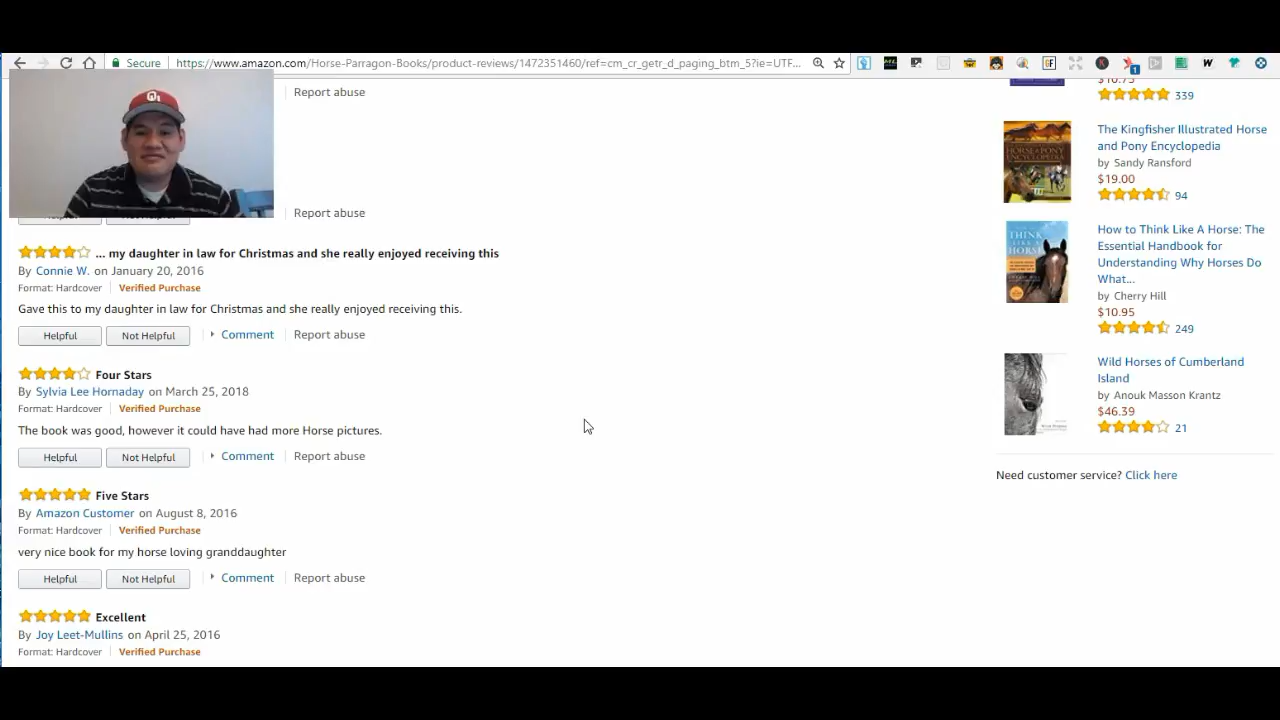 Secure https://www.amazon.com/Horse-Parragon-Books/product-reviews/1472351460/ref=cm_cr_getr_d_paging_btm_5?ie=UTF...
Report abuse
Report abuse
... my daughter in law for Christmas and she really enjoyed receiving this
By Connie W. on January 20, 2016
Format: Hardcover Verified Purchase
Gave this to my daughter in law for Christmas and she really enjoyed receiving this.
Helpful Not Helpful Comment Report abuse
Four Stars
By Sylvia Lee Hornaday on March 25, 2018
Format: Hardcover Verified Purchase
The book was good, however it could have had more Horse pictures.
Helpful Not Helpful Comment Report abuse
Five Stars
By Amazon Customer on August 8, 2016
Format: Hardcover Verified Purchase
very nice book for my horse loving granddaughter
Helpful Not Helpful Comment Report abuse
Excellent
By Joy Leet-Mullins on April 25, 2016
Format: Hardcover Verified Purchase
$10.75
339
The Kingfisher Illustrated Horse
and Pony Encyclopedia
by Sandy Ransford
$19.00
94
How to Think Like A Horse: The
Essential Handbook for
Understanding Why Horses Do
What...
by Cherry Hill
$10.95
249
Wild Horses of Cumberland
Island
by Anouk Masson Krantz
$46.39
21
Need customer service? Click here
HORSE & PONY
ENCYCLOPEDIA
THINK
HORSE